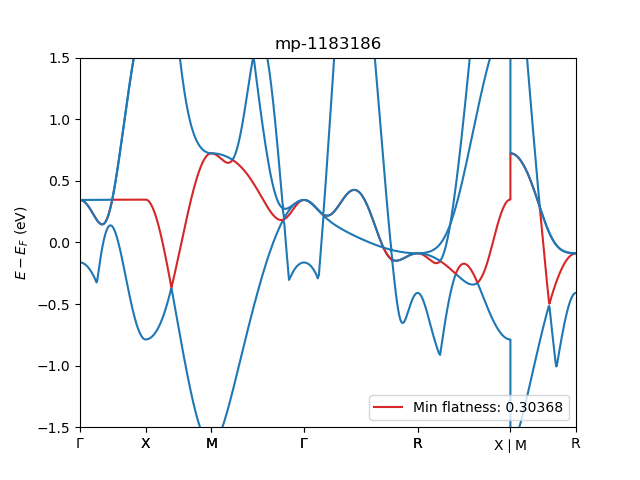 mp-1183186
E − E_F (eV)
1.5
1.0
0.5
0.0
−0.5
−1.0
−1.5
Min flatness: 0.30368
Γ X M Γ R X | M R